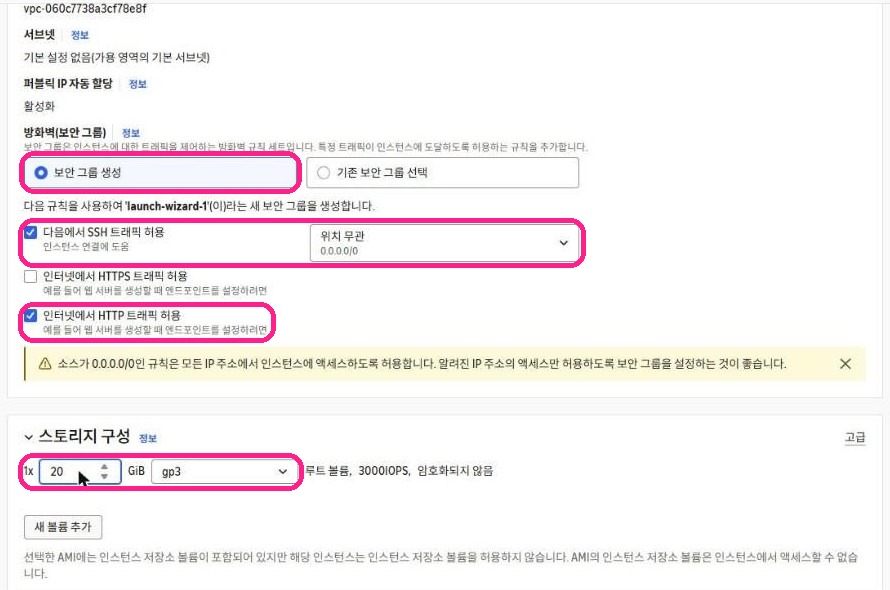 vpc-060c7738a3cf78e8f
서브넷 정보
기본 설정 없음(가용 영역의 기본 서브넷)
퍼블릭 IP 자동 할당 정보
활성화
방화벽(보안 그룹) 정보
보안 그룹은 인스턴스에 대한 트래픽을 제어하는 방화벽 규칙 세트입니다. 특정 트래픽이 인스턴스에 도달하도록 허용하는 규칙을 추가합니다.
보안 그룹 생성 기존 보안 그룹 선택
다음 규칙을 사용하여 'launch-wizard-1'(이)라는 새 보안 그룹을 생성합니다.
다음에서 SSH 트래픽 허용 위치 무관
인스턴스 연결에 도움 0.0.0.0/0
인터넷에서 HTTPS 트래픽 허용
예를 들어 웹 서버를 생성할 때 엔드포인트를 설정하려면
인터넷에서 HTTP 트래픽 허용
예를 들어 웹 서버를 생성할 때 엔드포인트를 설정하려면
소스가 0.0.0.0/0인 규칙은 모든 IP 주소에서 인스턴스에 액세스하도록 허용합니다. 알려진 IP 주소의 액세스만 허용하도록 보안 그룹을 설정하는 것이 좋습니다.
스토리지 구성 정보 고급
1x 20 GiB gp3 루트 볼륨, 3000IOPS, 암호화되지 않음
새 볼륨 추가
선택한 AMI에는 인스턴스 저장소 볼륨이 포함되어 있지만 해당 인스턴스는 인스턴스 저장소 볼륨을 허용하지 않습니다. AMI의 인스턴스 저장소 볼륨은 인스턴스에서 액세스할 수 없습
니다.